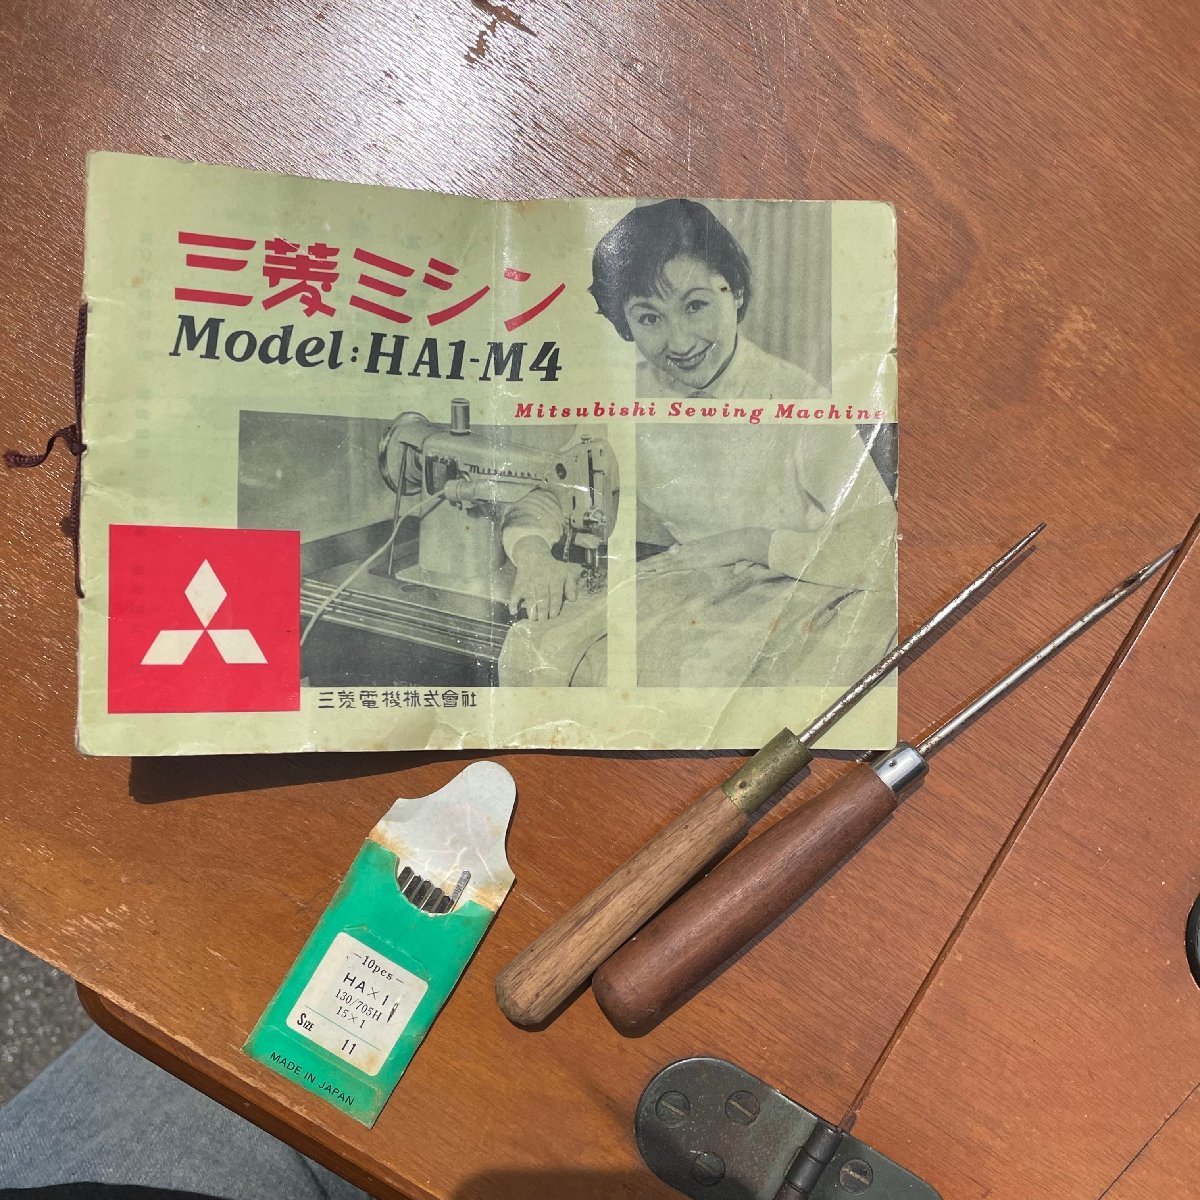 三菱ミシン
Model:HA1-M4
Mitsubishi Sewing Machine
mitsubishi
三菱電機株式會社
—10pcs—
HA×1
130/705H
15×1
SIZE 11
MADE IN JAPAN